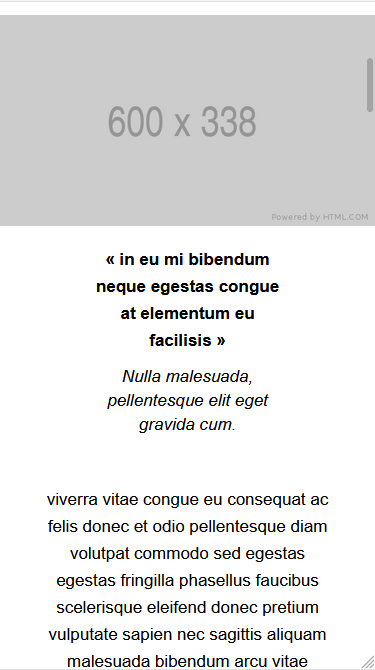 600 x 338
Powered by HTML.COM
« in eu mi bibendum
neque egestas congue
at elementum eu
facilisis »
Nulla malesuada,
pellentesque elit eget
gravida cum.
viverra vitae congue eu consequat ac
felis donec et odio pellentesque diam
volutpat commodo sed egestas
egestas fringilla phasellus faucibus
scelerisque eleifend donec pretium
vulputate sapien nec sagittis aliquam
malesuada bibendum arcu vitae